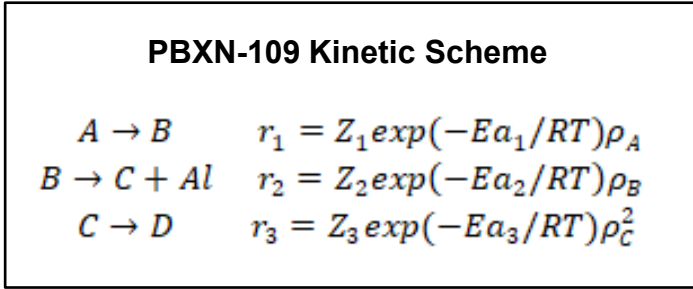 PBXN-109 Kinetic Scheme
A → B r₁ = Z₁exp(−Ea₁/RT)ρ_A
B → C + Al r₂ = Z₂exp(−Ea₂/RT)ρ_B
C → D r₃ = Z₃exp(−Ea₃/RT)ρ_C²